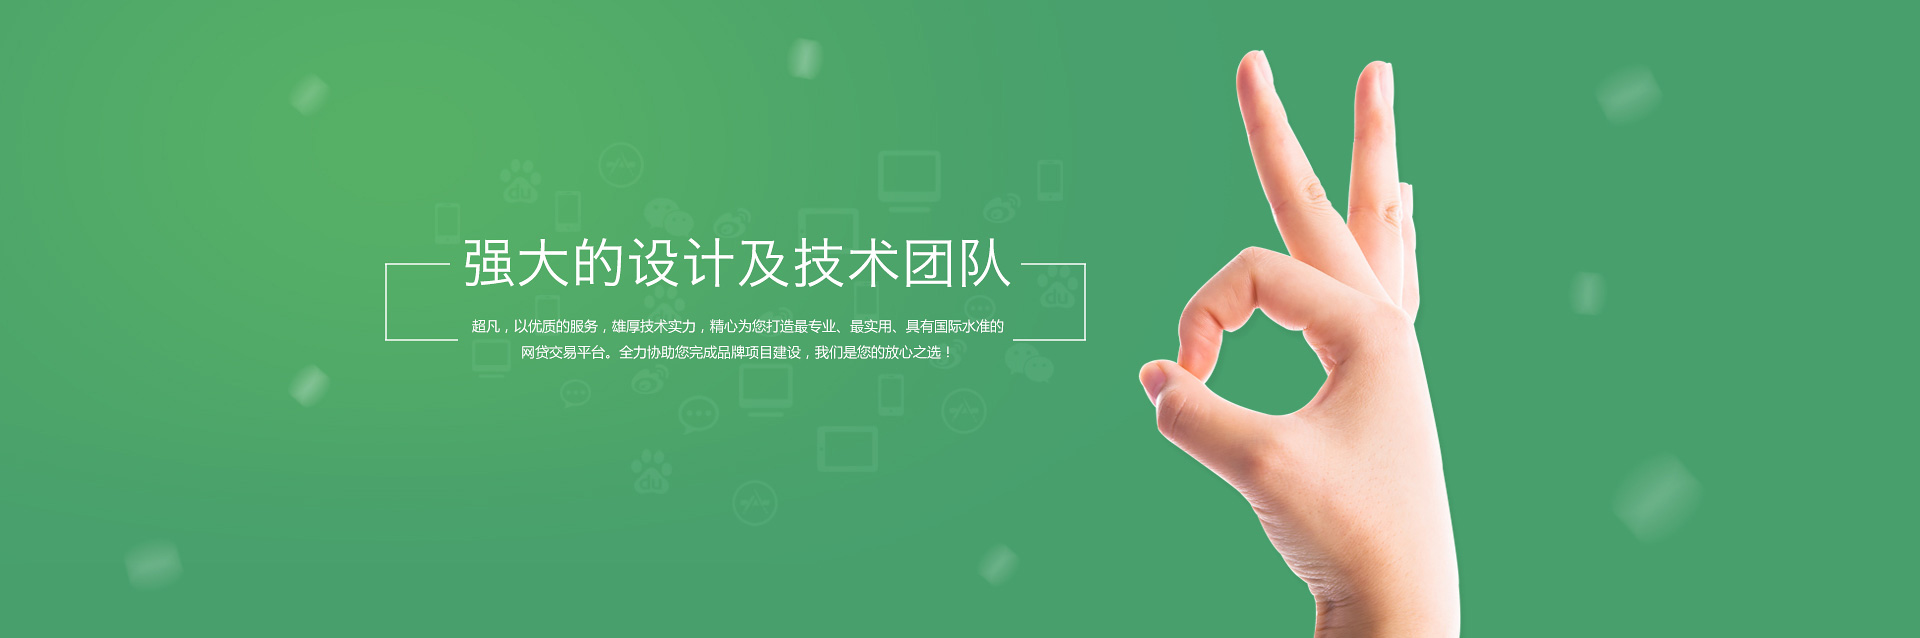 强大的设计及技术团队
超凡，以优质的服务，雄厚技术实力，精心为您打造最专业、最实用、具有国际水准的
网贷交易平台。全力协助您完成品牌项目建设，我们是您的放心之选！
du
du
du